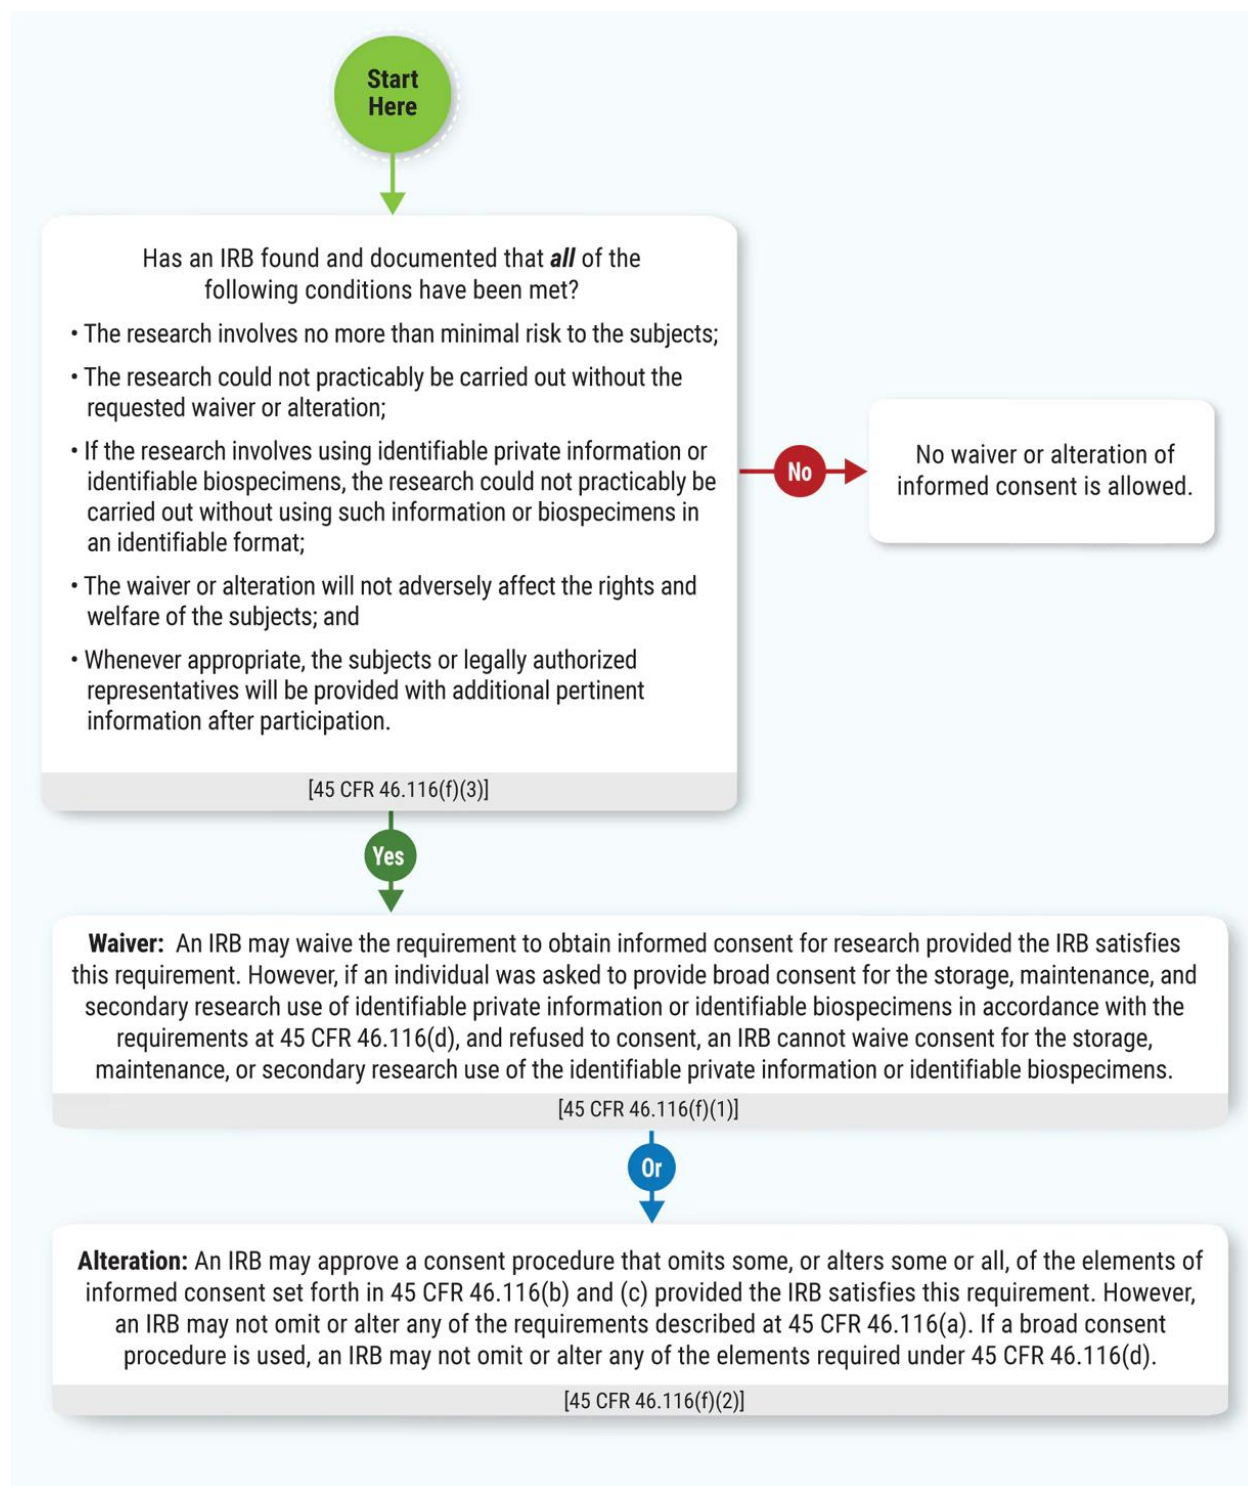 Start
Here
Has an IRB found and documented that all of the
following conditions have been met?
• The research involves no more than minimal risk to the subjects;
• The research could not practicably be carried out without the
requested waiver or alteration;
• If the research involves using identifiable private information or
identifiable biospecimens, the research could not practicably be
carried out without using such information or biospecimens in
an identifiable format;
• The waiver or alteration will not adversely affect the rights and
welfare of the subjects; and
• Whenever appropriate, the subjects or legally authorized
representatives will be provided with additional pertinent
information after participation.
[45 CFR 46.116(f)(3)]
No
No waiver or alteration of
informed consent is allowed.
Yes
Waiver: An IRB may waive the requirement to obtain informed consent for research provided the IRB satisfies
this requirement. However, if an individual was asked to provide broad consent for the storage, maintenance, and
secondary research use of identifiable private information or identifiable biospecimens in accordance with the
requirements at 45 CFR 46.116(d), and refused to consent, an IRB cannot waive consent for the storage,
maintenance, or secondary research use of the identifiable private information or identifiable biospecimens.
[45 CFR 46.116(f)(1)]
Or
Alteration: An IRB may approve a consent procedure that omits some, or alters some or all, of the elements of
informed consent set forth in 45 CFR 46.116(b) and (c) provided the IRB satisfies this requirement. However,
an IRB may not omit or alter any of the requirements described at 45 CFR 46.116(a). If a broad consent
procedure is used, an IRB may not omit or alter any of the elements required under 45 CFR 46.116(d).
[45 CFR 46.116(f)(2)]